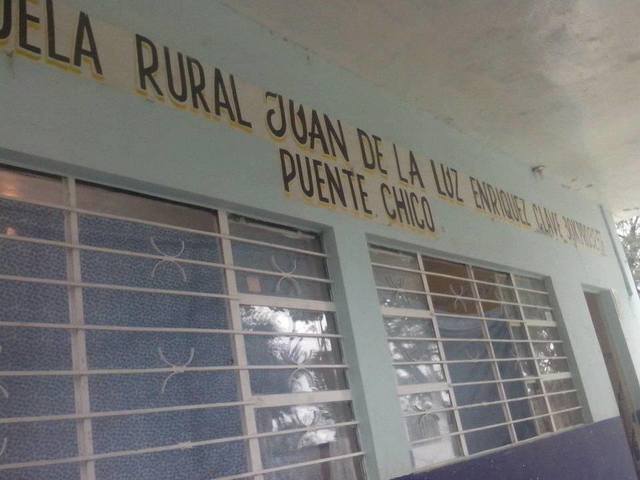 UELA RURAL JUAN DE LA LUZ ENRIQUEZ CLAVE
PUENTE CHICO